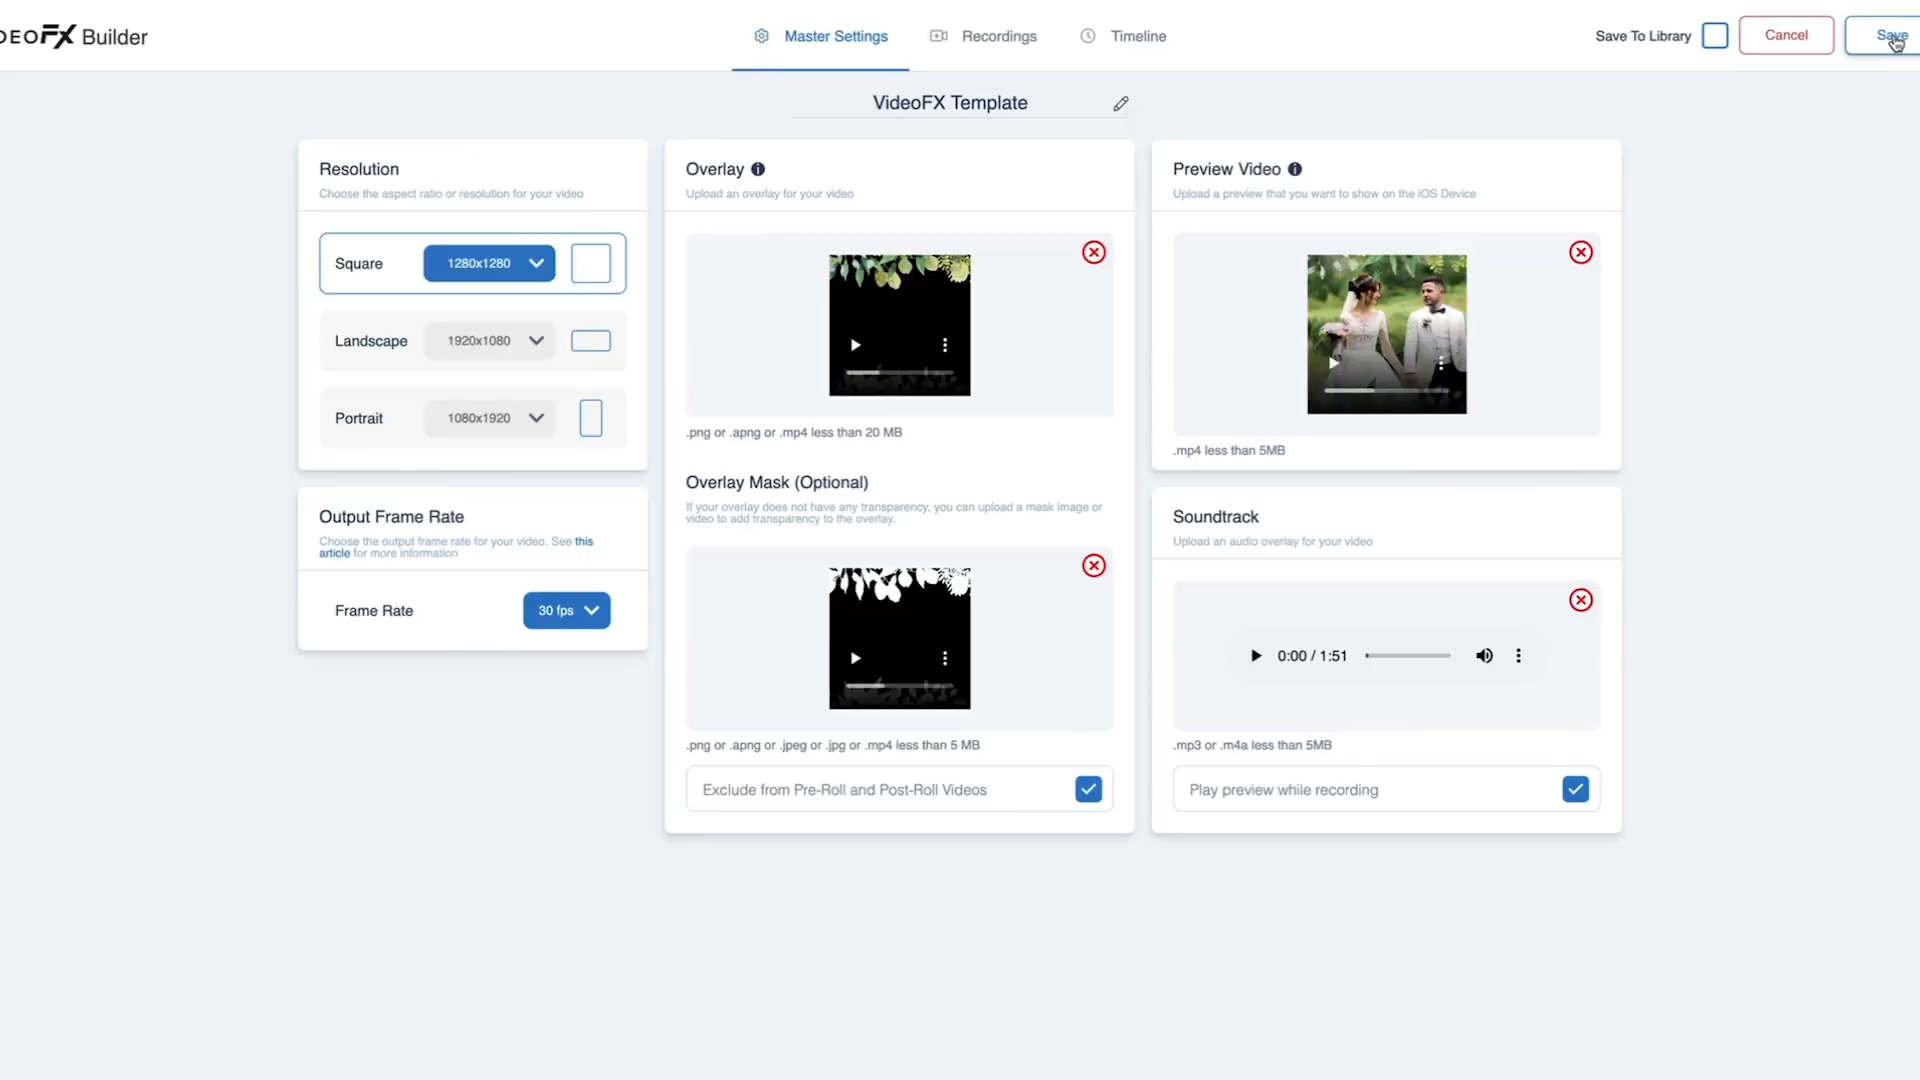 DEOFX Builder
Master Settings
Recordings
Timeline
Save To Library
Cancel
Save
VideoFX Template
Resolution
Choose the aspect ratio or resolution for your video
Square
1280x1280
Landscape
1920x1080
Portrait
1080x1920
Output Frame Rate
Choose the output frame rate for your video. See this
article for more information
Frame Rate
30 fps
Overlay
Upload an overlay for your video
.png or .apng or .mp4 less than 20 MB
Overlay Mask (Optional)
If your overlay does not have any transparency, you can upload a mask image or
video to add transparency to the overlay.
.png or .apng or .jpeg or .jpg or .mp4 less than 5 MB
Exclude from Pre-Roll and Post-Roll Videos
Preview Video
Upload a preview that you want to show on the iOS Device
.mp4 less than 5MB
Soundtrack
Upload an audio overlay for your video
0:00 / 1:51
.mp3 or .m4a less than 5MB
Play preview while recording